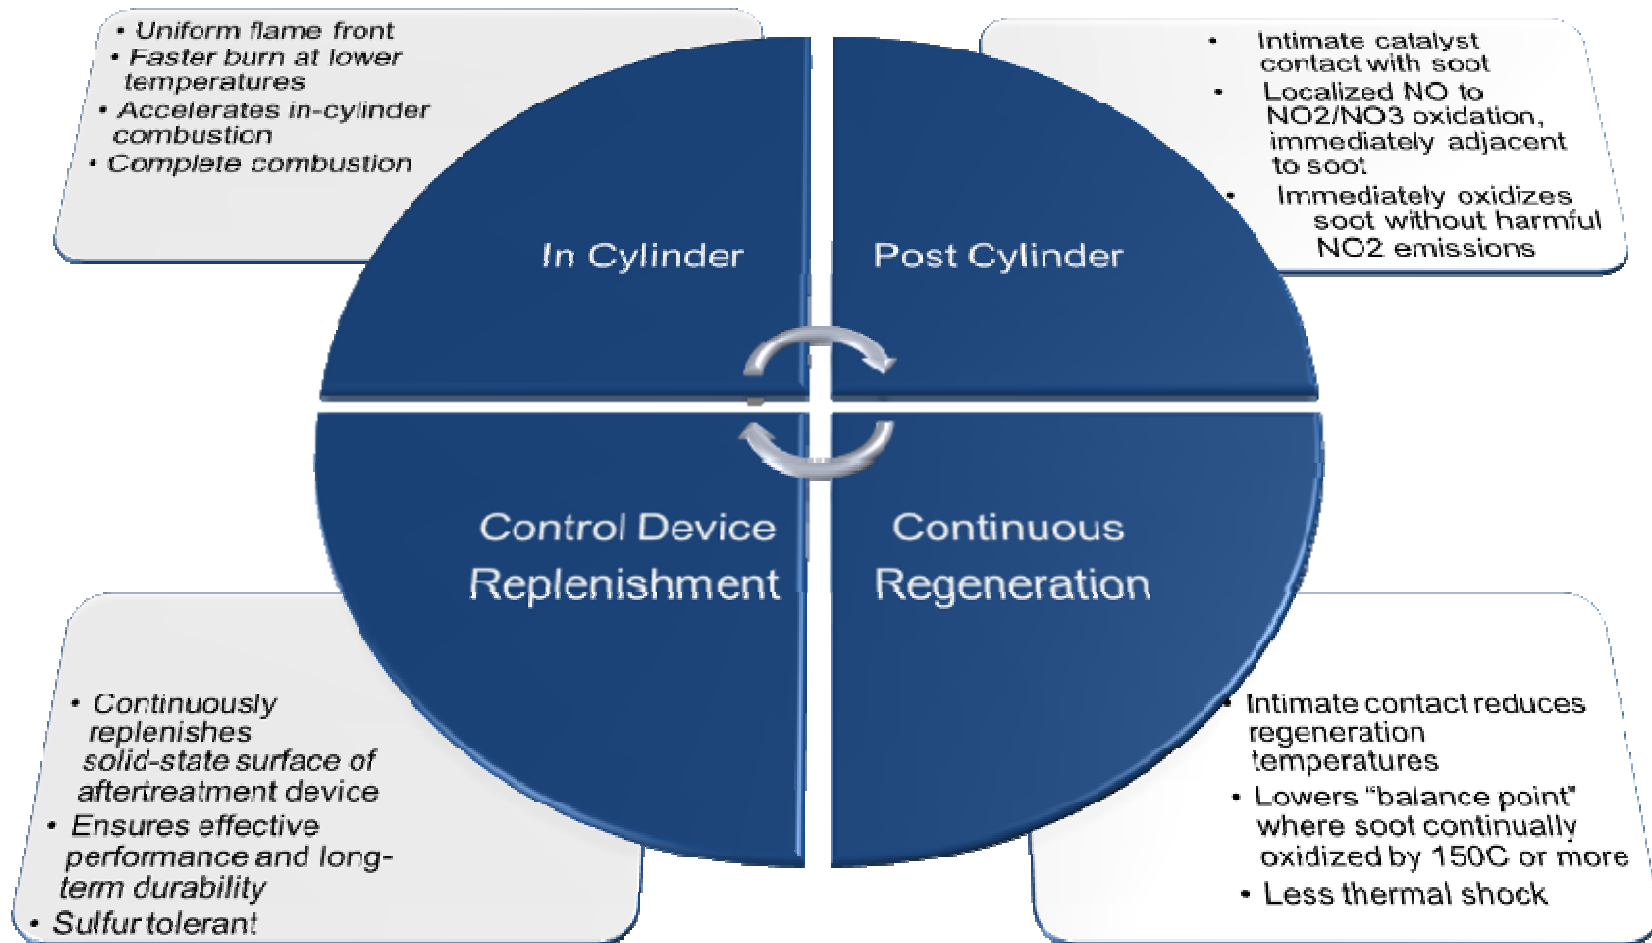 • Uniform flame front
• Faster burn at lower
temperatures
• Accelerates in-cylinder
combustion
• Complete combustion
• Intimate catalyst
contact with soot
• Localized NO to
NO2/NO3 oxidation,
immediately adjacent
to soot
• Immediately oxidizes
soot without harmful
NO2 emissions
In Cylinder
Post Cylinder
Control Device
Replenishment
Continuous
Regeneration
• Continuously
replenishes
solid-state surface of
aftertreatment device
• Ensures effective
performance and long-
term durability
• Sulfur tolerant
• Intimate contact reduces
regeneration
temperatures
• Lowers “balance point”
where soot continually
oxidized by 150C or more
• Less thermal shock